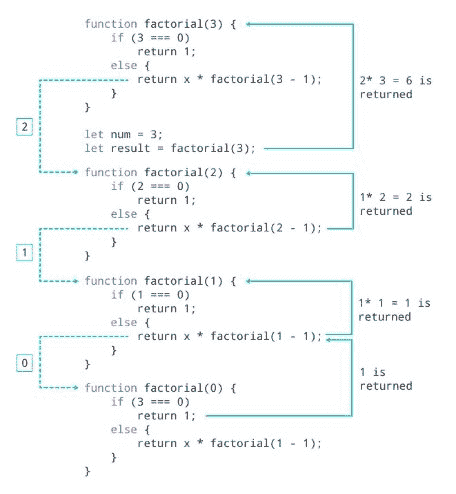 function factorial(3) {
if (3 === 0)
return 1;
else {
return x * factorial(3 - 1);
}
}
2* 3 = 6 is
returned
2
let num = 3;
let result = factorial(3);
function factorial(2) {
if (2 === 0)
return 1;
else {
return x * factorial(2 - 1);
}
}
1* 2 = 2 is
returned
1
function factorial(1) {
if (1 === 0)
return 1;
else {
return x * factorial(1 - 1);
}
}
1* 1 = 1 is
returned
0
function factorial(0) {
if (3 === 0)
return 1;
else {
return x * factorial(1 - 1);
}
}
1 is
returned